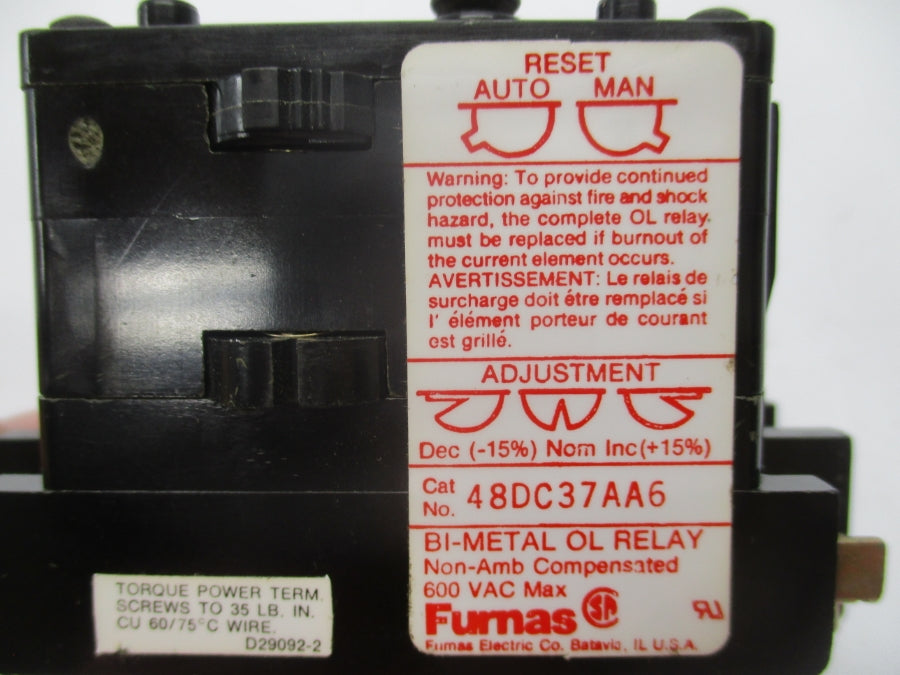 RESET
AUTO MAN
Warning: To provide continued
protection against fire and shock
hazard, the complete OL relay.
must be replaced if burnout of
the current element occurs.
AVERTISSEMENT: Le relais de
surcharge doit étre remplacé si
l' élément porteur de courant
est grillé.
ADJUSTMENT
Dec (-15%) Nom Inc(+15%)
Cat No. 48DC37AA6
BI-METAL OL RELAY
Non-Amb Compensated
600 VAC Max
Furnas SA RU
Furnas Electric Co. Batavia, IL U.S.A.
TORQUE POWER TERM.
SCREWS TO 35 LB. IN.
CU 60/75°C WIRE.
D29092-2